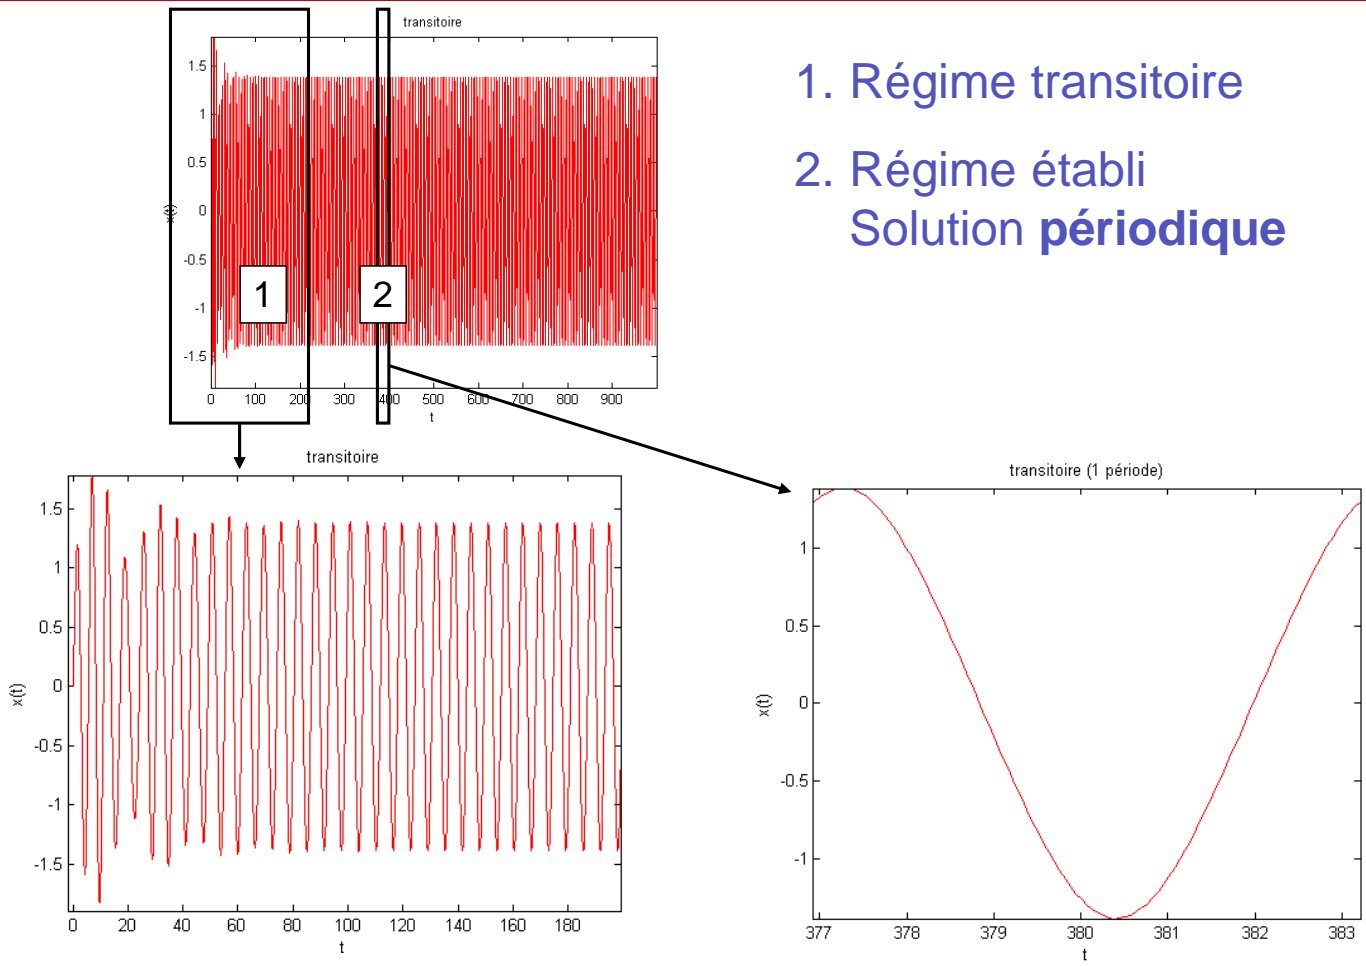 transitoire
1.5
1
0.5
0
-0.5
-1
-1.5
x(t)
0 100 200 300 400 500 600 700 800 900
t
1
2
1. Régime transitoire
2. Régime établi
Solution périodique
transitoire
1.5
1
0.5
0
-0.5
-1
-1.5
x(t)
0 20 40 60 80 100 120 140 160 180
t
transitoire (1 période)
1
0.5
0
-0.5
-1
x(t)
377 378 379 380 381 382 383
t